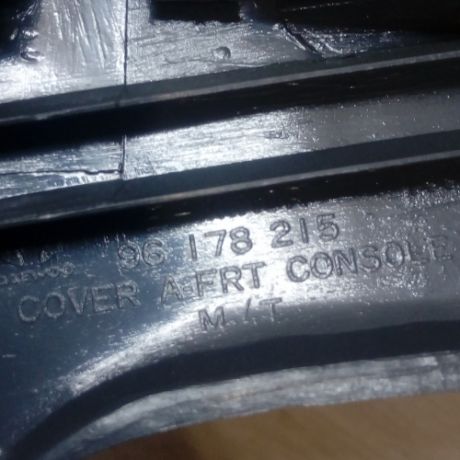 96 178 215
COVER A-FRT CONSOLE
M/T